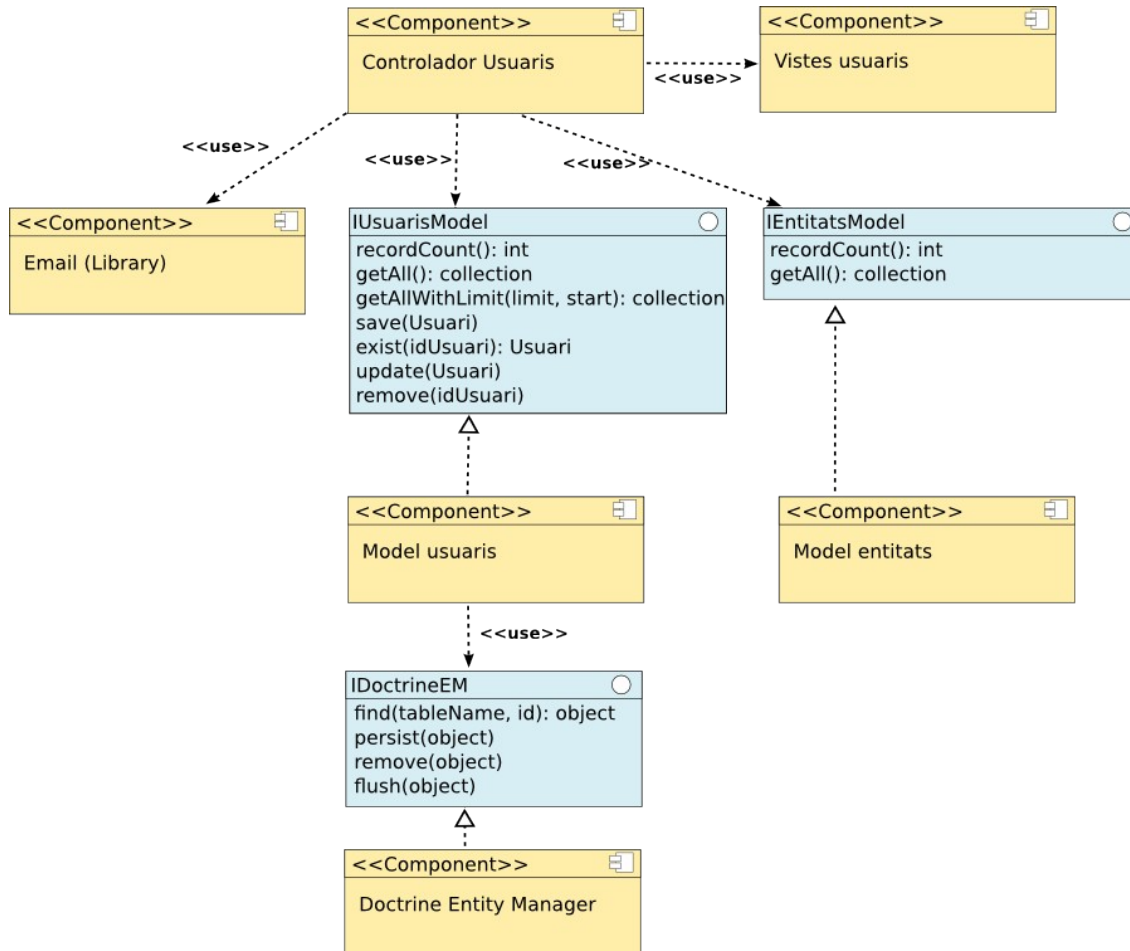 <<Component>>
Controlador Usuaris
<<use>>
<<Component>>
Vistes usuaris
<<use>>
<<use>>
<<use>>
<<Component>>
Email (Library)
IUsuarisModel
recordCount(): int
getAll(): collection
getAllWithLimit(limit, start): collection
save(Usuari)
exist(idUsuari): Usuari
update(Usuari)
remove(idUsuari)
IEntitatsModel
recordCount(): int
getAll(): collection
<<Component>>
Model usuaris
<<Component>>
Model entitats
<<use>>
IDoctrineEM
find(tableName, id): object
persist(object)
remove(object)
flush(object)
<<Component>>
Doctrine Entity Manager